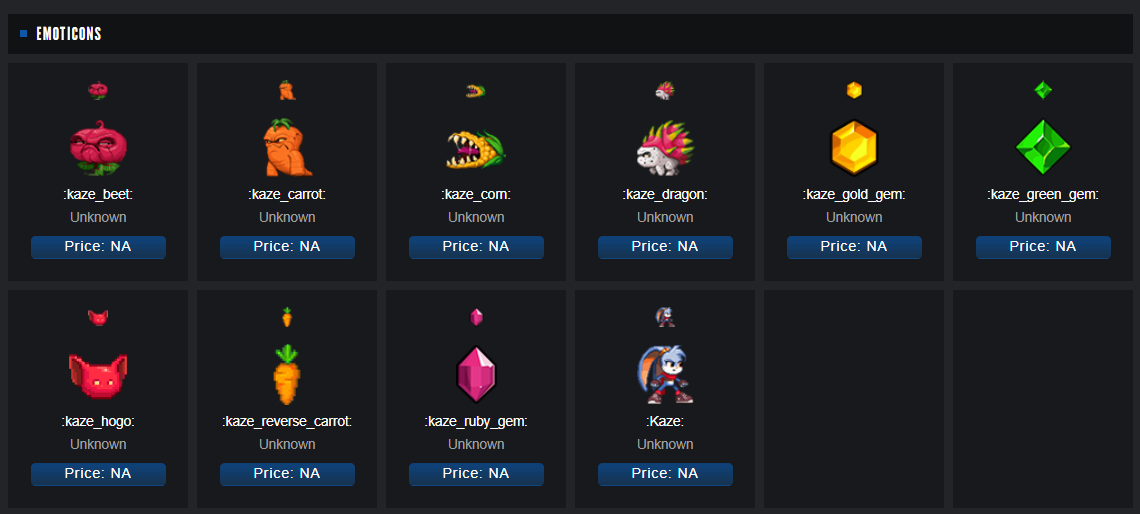 EMOTICONS
:kaze_beet: :kaze_carrot: :kaze_corn: :kaze_dragon: :kaze_gold_gem: :kaze_green_gem:
Unknown Unknown Unknown Unknown Unknown Unknown
Price: NA Price: NA Price: NA Price: NA Price: NA Price: NA
:kaze_hogo: :kaze_reverse_carrot: :kaze_ruby_gem: :Kaze:
Unknown Unknown Unknown Unknown
Price: NA Price: NA Price: NA Price: NA